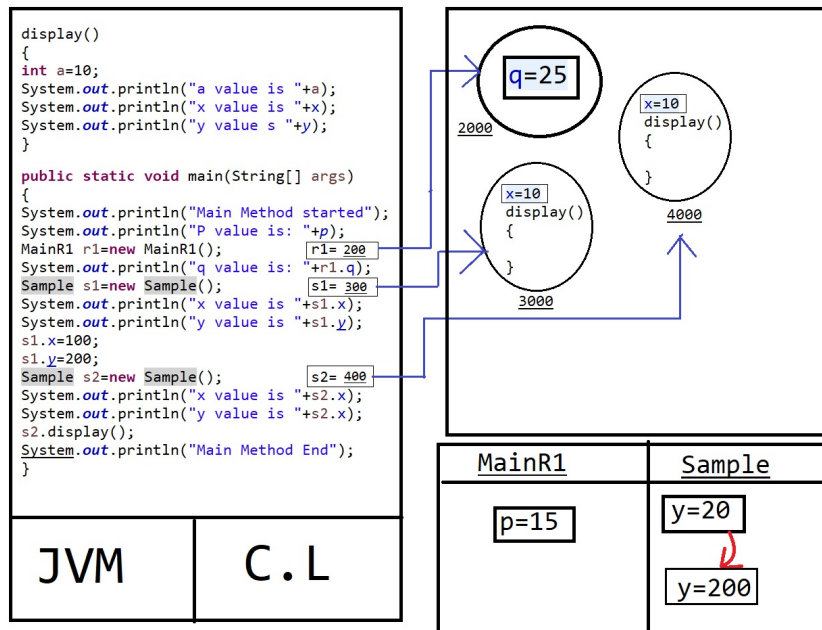 display()
{
int a=10;
System.out.println("a value is "+a);
System.out.println("x value is "+x);
System.out.println("y value s "+y);
}
public static void main(String[] args)
{
System.out.println("Main Method started");
System.out.println("P value is: "+p);
MainR1 r1=new MainR1();
r1= 200
System.out.println("q value is: "+r1.q);
Sample s1=new Sample();
s1= 300
System.out.println("x value is "+s1.x);
System.out.println("y value is "+s1.y);
s1.x=100;
s1.y=200;
Sample s2=new Sample();
s2= 400
System.out.println("x value is "+s2.x);
System.out.println("y value is "+s2.x);
s2.display();
System.out.println("Main Method End");
}
JVM
C.L
q=25
2000
x=10
display()
{
}
4000
x=10
display()
{
}
3000
MainR1
p=15
Sample
y=20
y=200